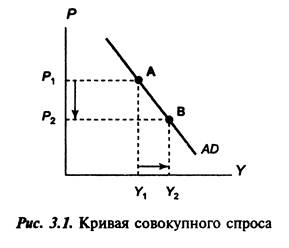 P
P₁
A
P₂
B
AD
Y
Y₁ Y₂
Рис. 3.1. Кривая совокупного спроса